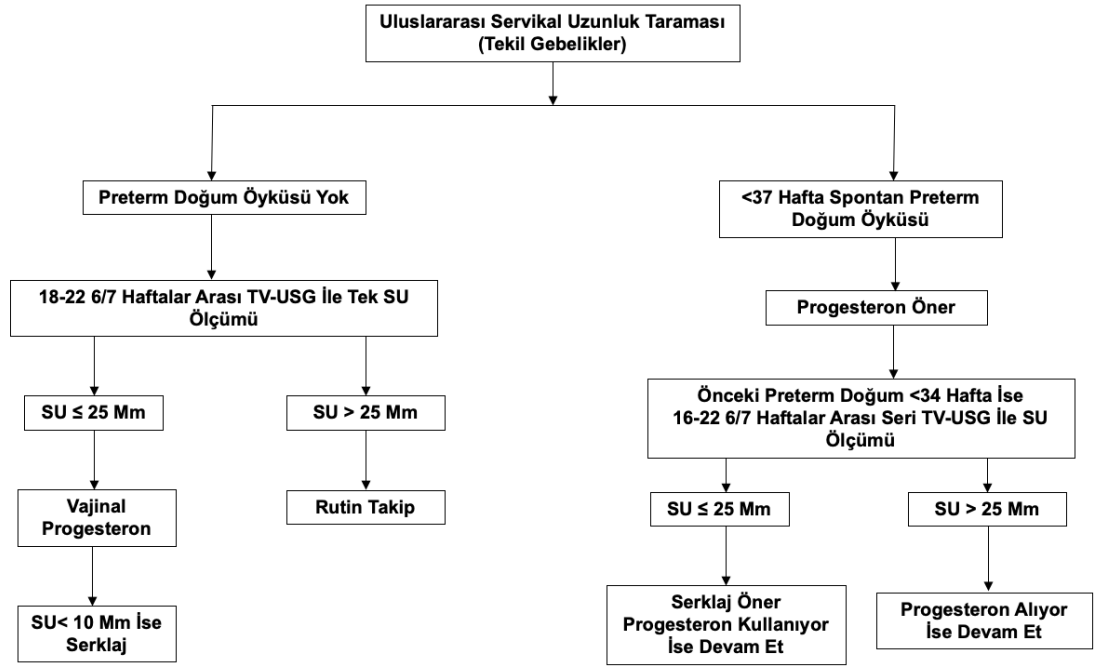 Uluslararası Servikal Uzunluk Taraması
(Tekil Gebelikler)
Preterm Doğum Öyküsü Yok
18-22 6/7 Haftalar Arası TV-USG İle Tek SU
Ölçümü
SU ≤ 25 Mm
SU > 25 Mm
Vajinal
Progesteron
Rutin Takip
SU< 10 Mm İse
Serklaj
<37 Hafta Spontan Preterm
Doğum Öyküsü
Progesteron Öner
Önceki Preterm Doğum <34 Hafta İse
16-22 6/7 Haftalar Arası Seri TV-USG İle SU
Ölçümü
SU ≤ 25 Mm
SU > 25 Mm
Serklaj Öner
Progesteron Kullanıyor
İse Devam Et
Progesteron Alıyor
İse Devam Et